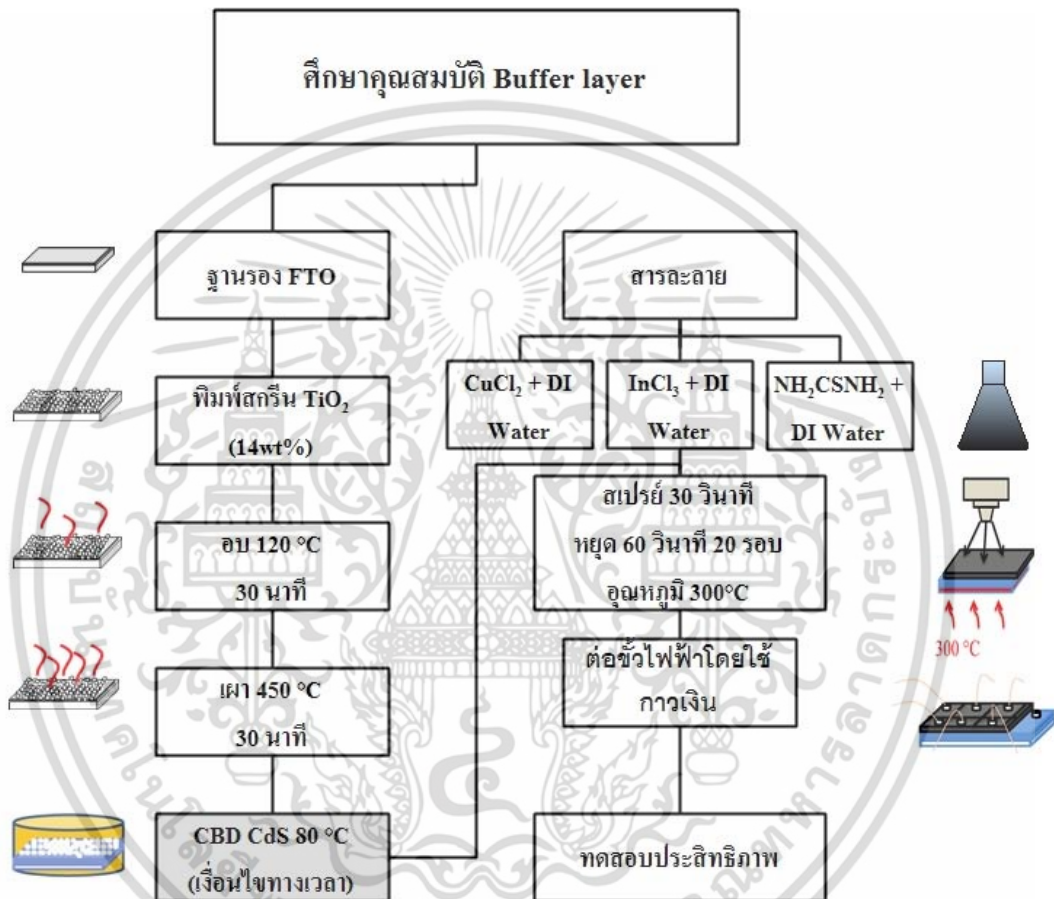 ศึกษาคุณสมบัติ Buffer layer
ฐานรอง FTO
พิมพ์สกรีน TiO₂
(14wt%)
อบ 120 °C
30 นาที
เผา 450 °C
30 นาที
CBD CdS 80 °C
(เงื่อนไขทางเวลา)
สารละลาย
CuCl₂ + DI
Water
InCl₃ + DI
Water
NH₂CSNH₂ +
DI Water
สเปรย์ 30 วินาที
หยุด 60 วินาที 20 รอบ
อุณหภูมิ 300°C
300 °C
ต่อขั้วไฟฟ้าโดยใช้
กาวเงิน
ทดสอบประสิทธิภาพ